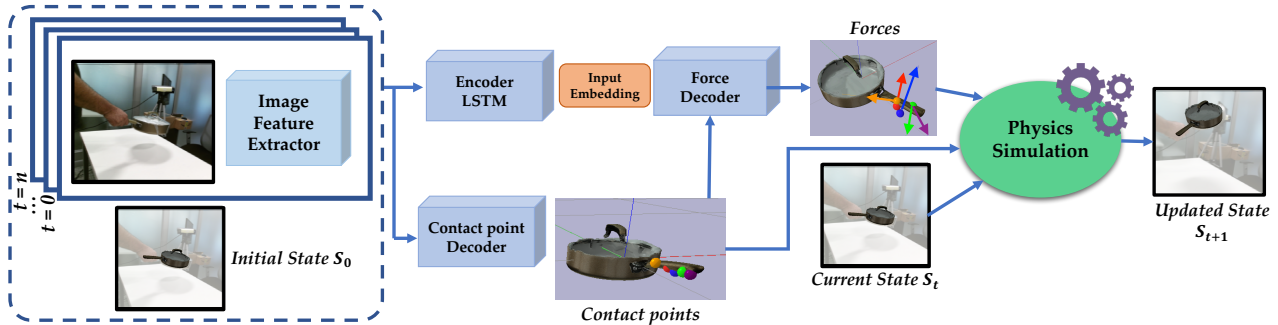 t = n
...
t = 0
Image
Feature
Extractor
Initial State S₀
Encoder
LSTM
Input
Embedding
Force
Decoder
Contact point
Decoder
Contact points
Forces
Current State Sₜ
Physics
Simulation
Updated State
Sₜ₊₁